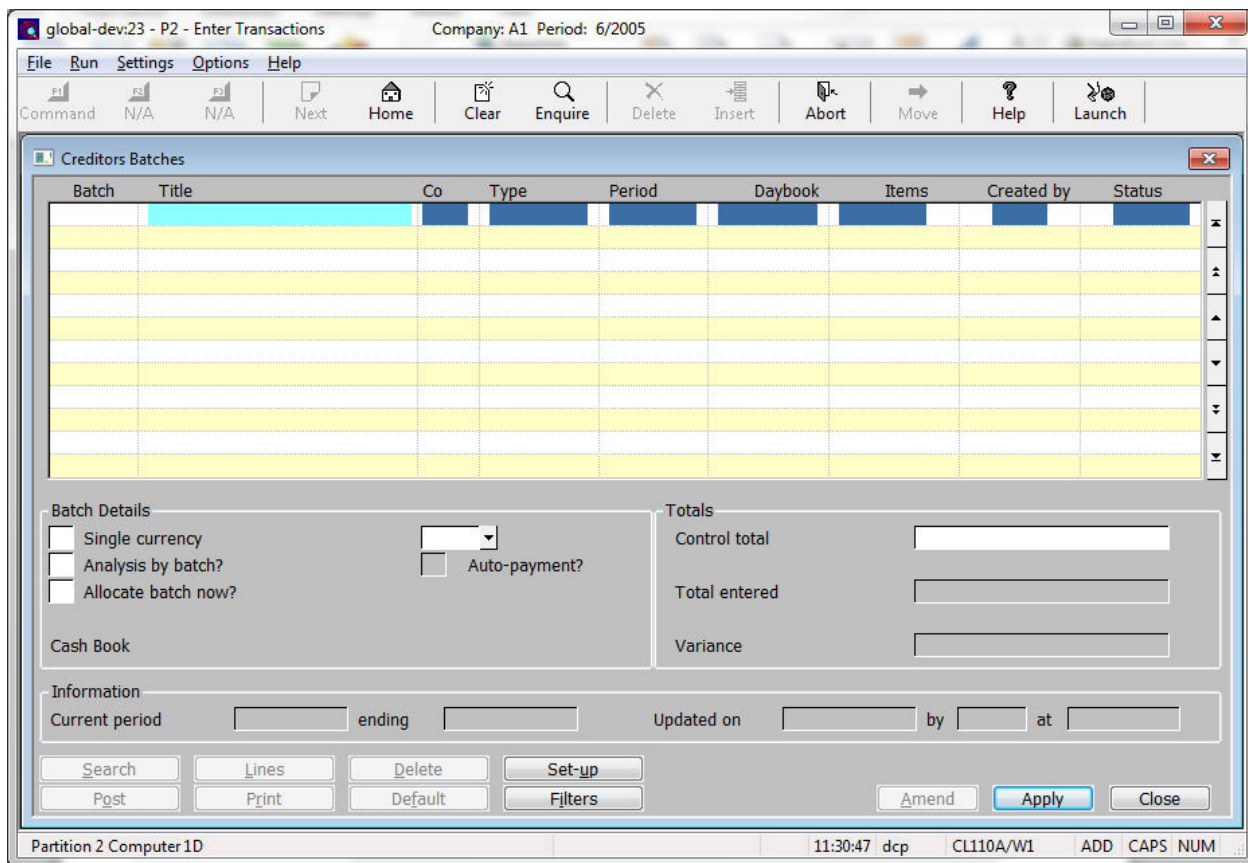 global-dev:23 - P2 - Enter Transactions Company: A1 Period: 6/2005
File Run Settings Options Help
F1 F2 F3
Command N/A N/A Next Home Clear Enquire Delete Insert Abort Move Help Launch
Creditors Batches
Batch Title Co Type Period Daybook Items Created by Status
Batch Details Totals
Single currency Control total
Analysis by batch? Auto-payment?
Allocate batch now? Total entered
Cash Book Variance
Information
Current period ending Updated on by at
Search Lines Delete Set-up
Post Print Default Filters Amend Apply Close
Partition 2 Computer 1D 11:30:47 dcp CL110A/W1 ADD CAPS NUM